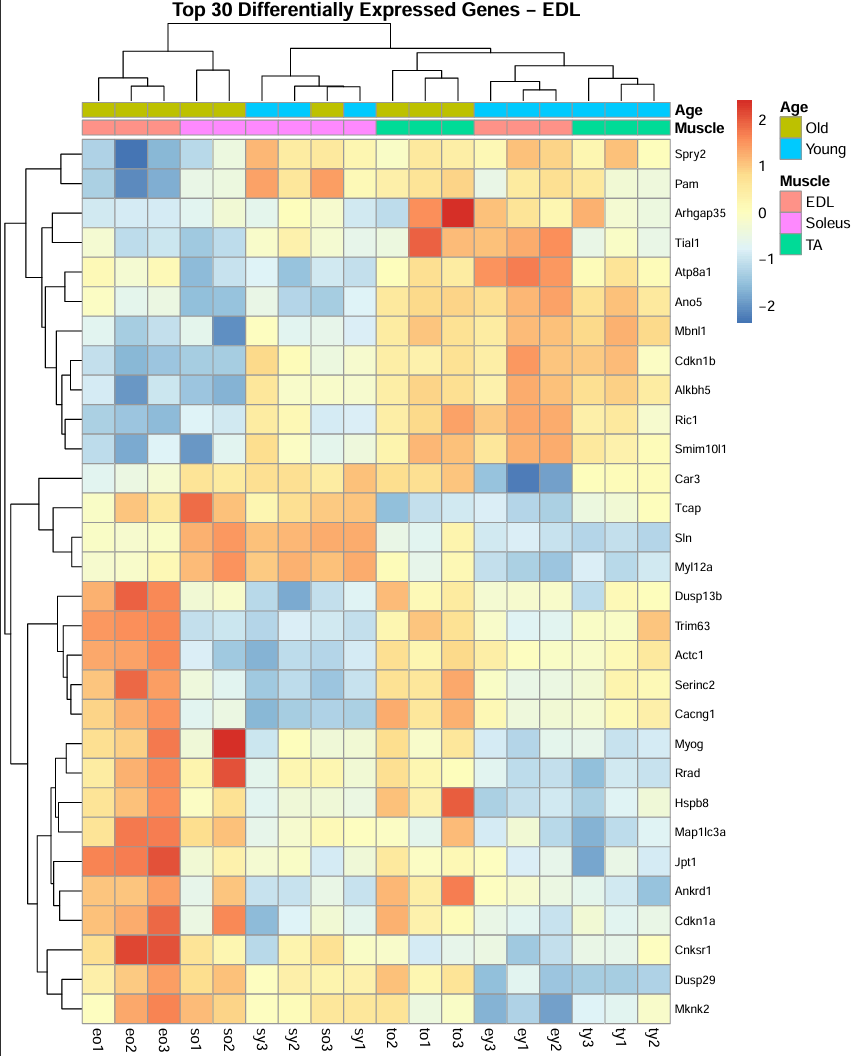 Top 30 Differentially Expressed Genes – EDL
Age
Muscle
Spry2
Pam
Arhgap35
Tial1
Atp8a1
Ano5
Mbnl1
Cdkn1b
Alkbh5
Ric1
Smim10l1
Car3
Tcap
Sln
Myl12a
Dusp13b
Trim63
Actc1
Serinc2
Cacng1
Myog
Rrad
Hspb8
Map1lc3a
Jpt1
Ankrd1
Cdkn1a
Cnksr1
Dusp29
Mknk2
eo1 eo2 eo3 so1 so2 sy3 sy2 so3 sy1 to2 to1 to3 ey3 ey1 ey2 ty3 ty1 ty2
2
1
0
−1
−2
Age
Old
Young
Muscle
EDL
Soleus
TA